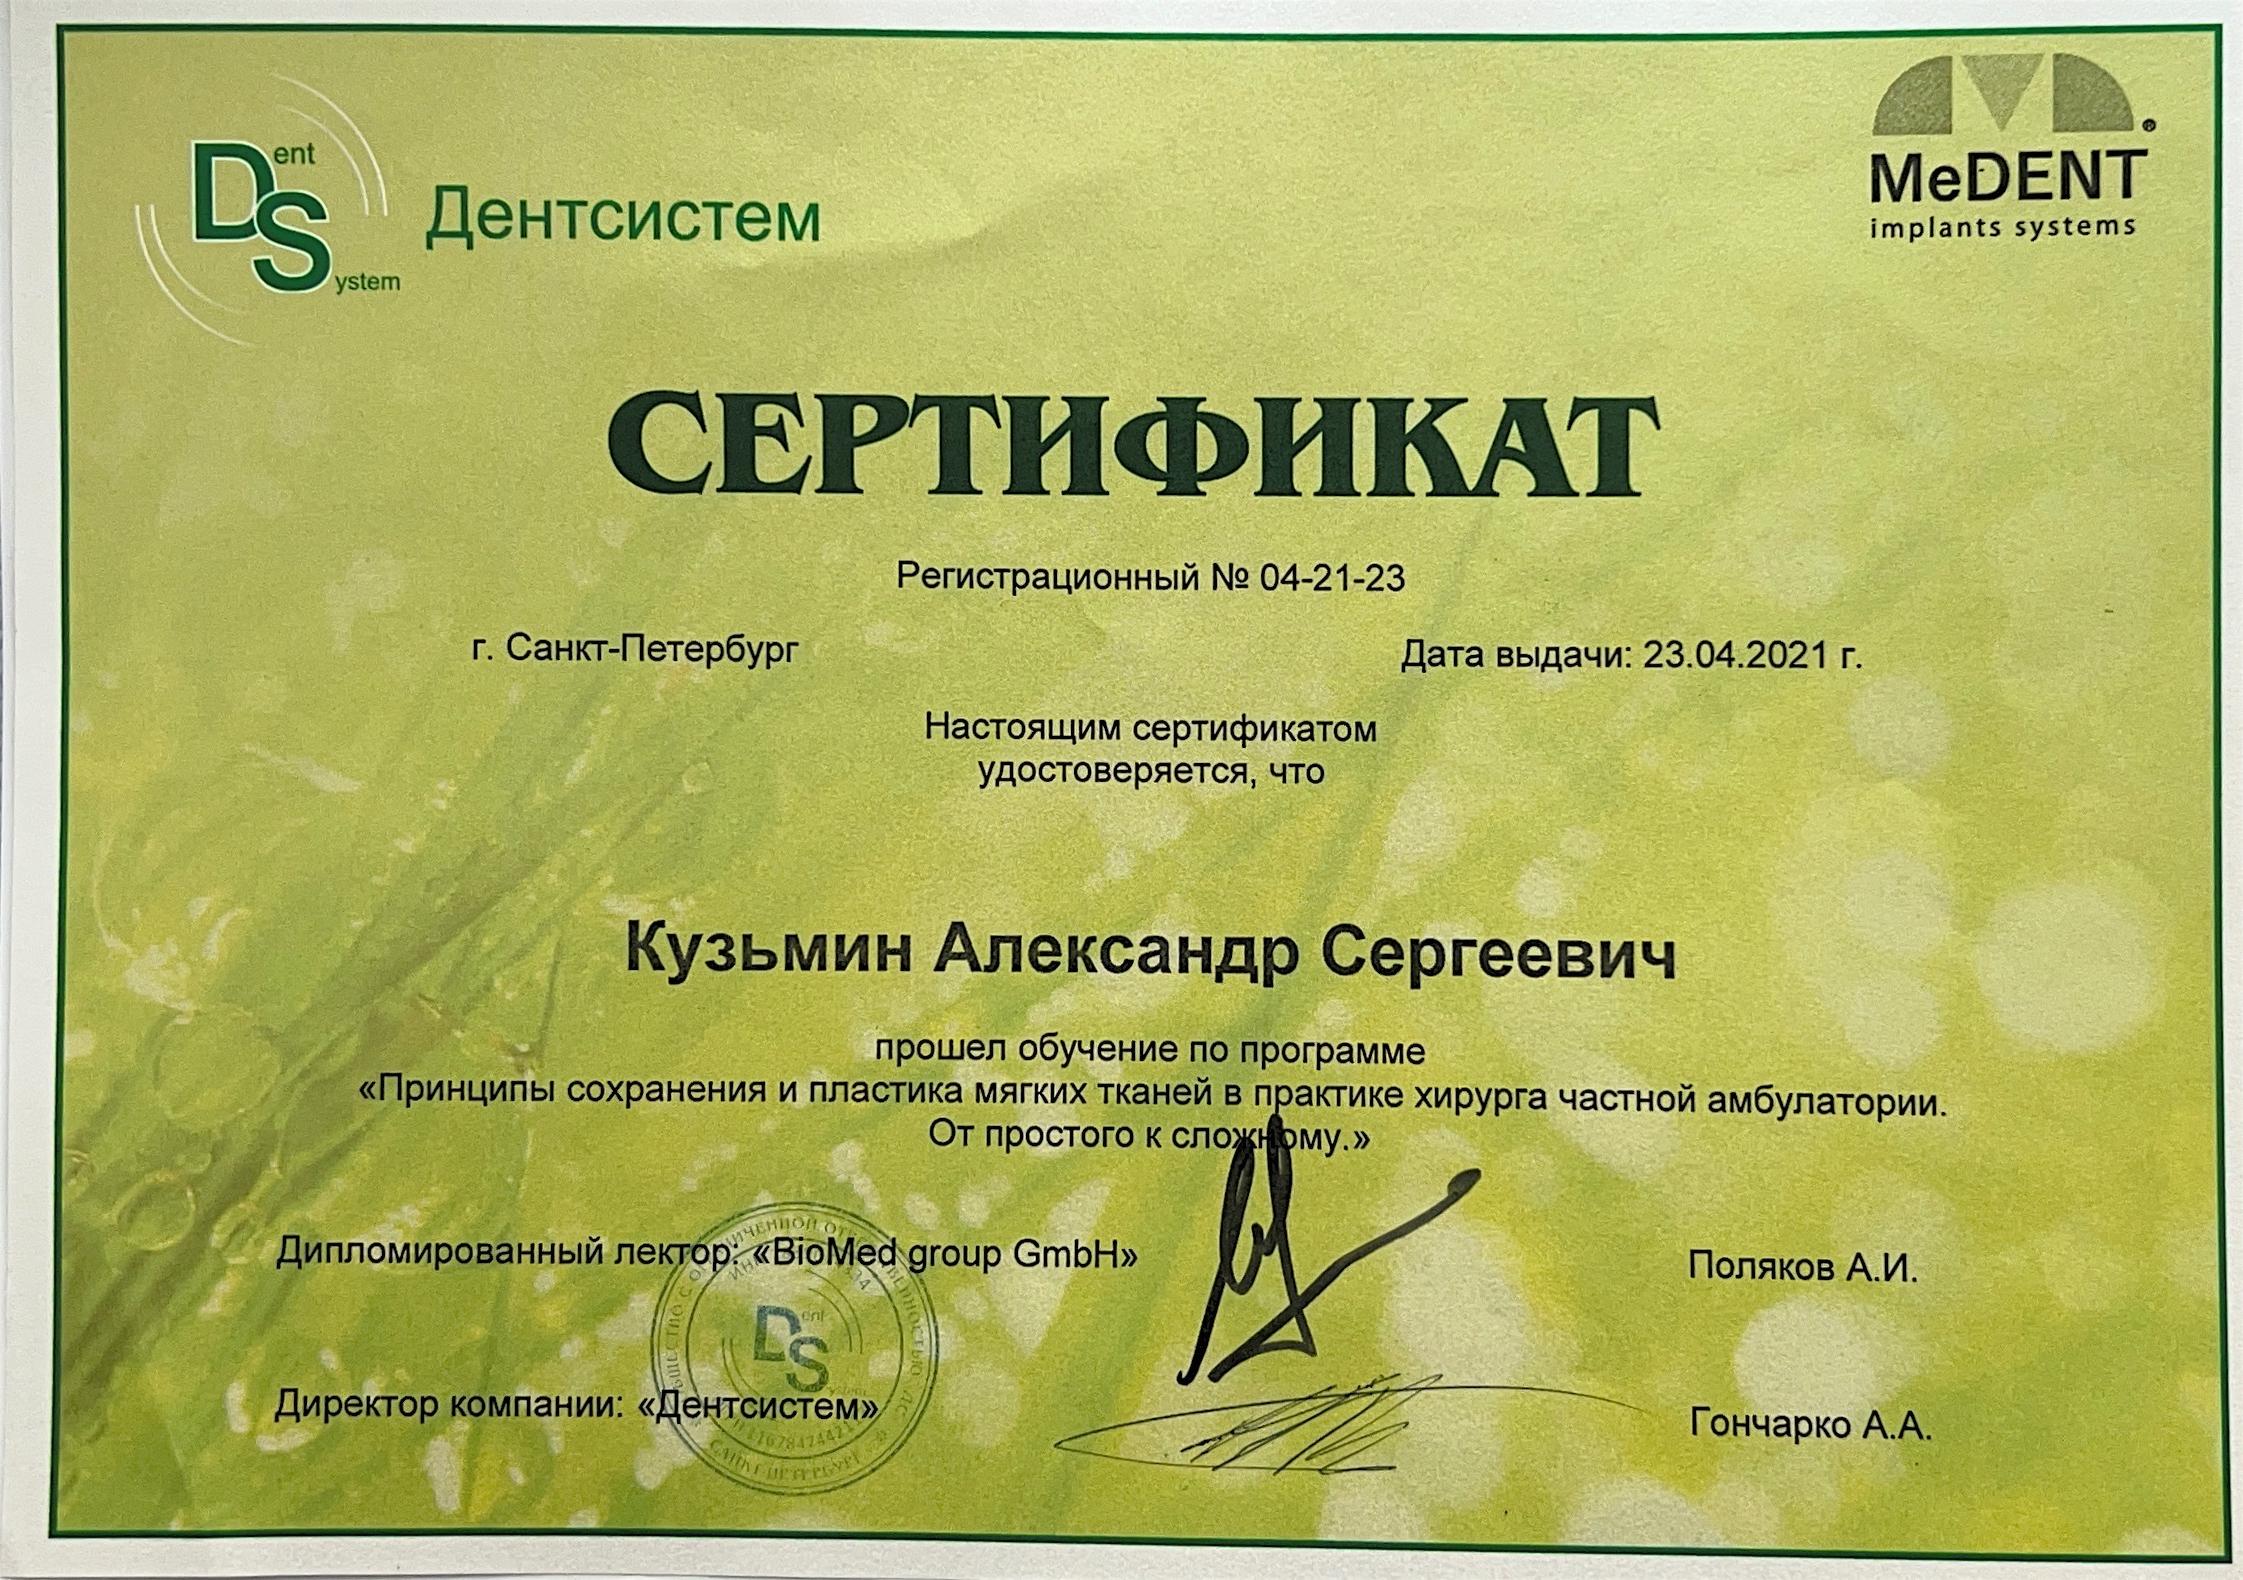 Dent System
Дентсистем
MeDENT®
implants systems
СЕРТИФИКАТ
Регистрационный № 04-21-23
г. Санкт-Петербург
Дата выдачи: 23.04.2021 г.
Настоящим сертификатом
удостоверяется, что
Кузьмин Александр Сергеевич
прошел обучение по программе
«Принципы сохранения и пластика мягких тканей в практике хирурга частной амбулатории.
От простого к сложному.»
Дипломированный лектор: «BioMed group GmbH»
Поляков А.И.
Директор компании: «Дентсистем»
Гончарко А.А.
САНКТ-ПЕТЕРБУРГ